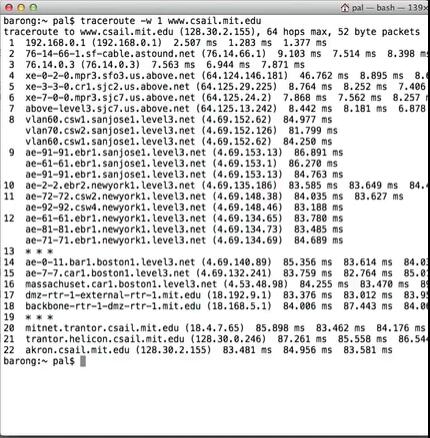 pal — bash — 139×
barong:~ pal$ traceroute -w 1 www.csail.mit.edu
traceroute to www.csail.mit.edu (128.30.2.155), 64 hops max, 52 byte packets
1 192.168.0.1 (192.168.0.1) 2.507 ms 1.283 ms 1.377 ms
2 76-14-66-1.sf-cable.astound.net (76.14.66.1) 9.103 ms 7.514 ms 8.398 ms
3 76.14.0.3 (76.14.0.3) 7.563 ms 6.944 ms 7.871 ms
4 xe-0-2-0.mpr3.sfo3.us.above.net (64.124.146.181) 46.762 ms 8.895 ms
5 xe-3-3-0.cr1.sjc2.us.above.net (64.125.29.225) 8.764 ms 8.252 ms 7.406
6 xe-7-0-0.mpr3.sjc7.us.above.net (64.125.24.2) 7.868 ms 7.562 ms 8.257
7 above-level3.sjc7.us.above.net (64.125.13.242) 8.442 ms 8.181 ms 6.878
8 vlan60.csw1.sanjose1.level3.net (4.69.152.62) 84.977 ms
vlan70.csw2.sanjose1.level3.net (4.69.152.126) 81.799 ms
vlan60.csw1.sanjose1.level3.net (4.69.152.62) 84.250 ms
9 ae-91-91.ebr1.sanjose1.level3.net (4.69.153.13) 86.891 ms
ae-61-61.ebr1.sanjose1.level3.net (4.69.153.1) 86.270 ms
ae-91-91.ebr1.sanjose1.level3.net (4.69.153.13) 84.763 ms
10 ae-2-2.ebr2.newyork1.level3.net (4.69.135.186) 83.585 ms 83.649 ms 84.
11 ae-72-72.csw2.newyork1.level3.net (4.69.148.38) 84.035 ms 83.627 ms
ae-92-92.csw4.newyork1.level3.net (4.69.148.46) 83.188 ms
12 ae-61-61.ebr1.newyork1.level3.net (4.69.134.65) 83.780 ms
ae-81-81.ebr1.newyork1.level3.net (4.69.134.73) 83.485 ms
ae-71-71.ebr1.newyork1.level3.net (4.69.134.69) 84.689 ms
13 * * *
14 ae-0-11.bar1.boston1.level3.net (4.69.140.89) 85.356 ms 83.614 ms
15 ae-7-7.car1.boston1.level3.net (4.69.132.241) 83.759 ms 82.764 ms
16 massachuset.car1.boston1.level3.net (4.53.48.98) 84.255 ms 83.470 ms
17 dmz-rtr-1-external-rtr-1.mit.edu (18.192.9.1) 83.376 ms 83.012 ms
18 backbone-rtr-1-dmz-rtr-1.mit.edu (18.168.5.1) 84.006 ms 87.443 ms
19 * * *
20 mitnet.trantor.csail.mit.edu (18.4.7.65) 85.898 ms 83.462 ms 84.176 ms
21 trantor.helicon.csail.mit.edu (128.30.0.246) 87.261 ms 85.558 ms 86.544
22 akron.csail.mit.edu (128.30.2.155) 83.481 ms 84.956 ms 83.581 ms
barong:~ pal$